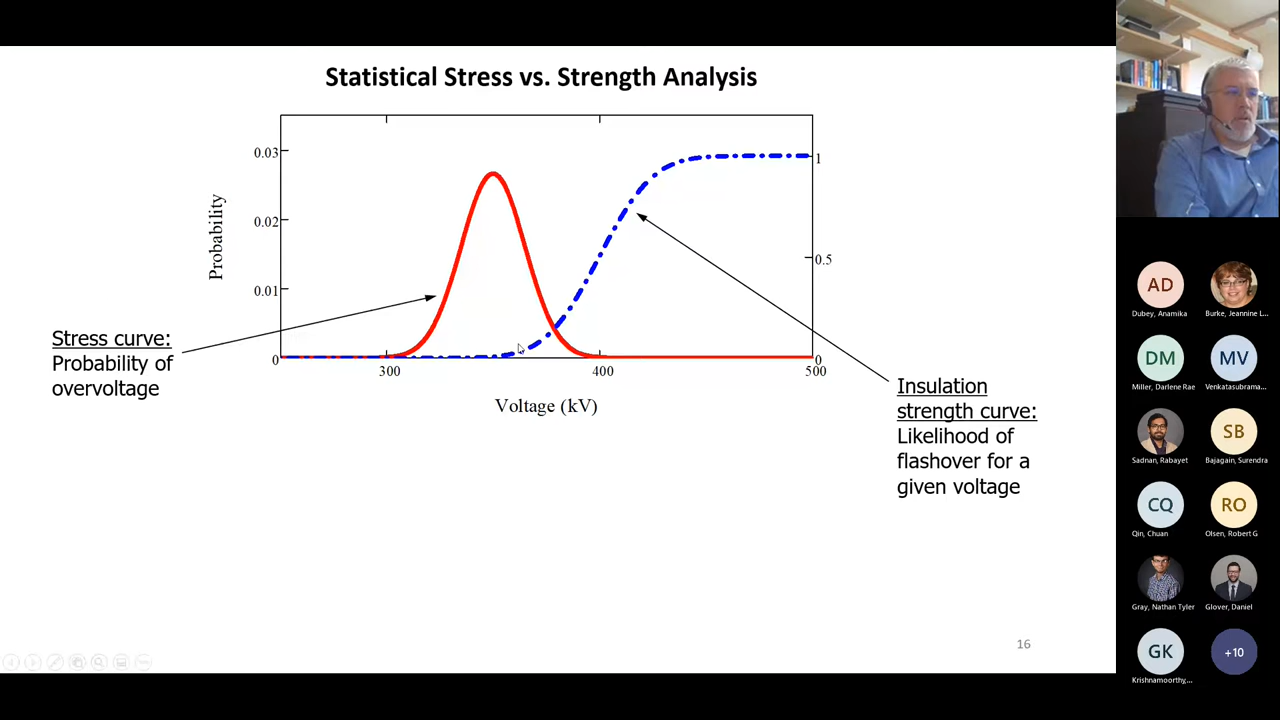 Statistical Stress vs. Strength Analysis
0.03
0.02
0.01
0
Probability
1
0.5
0
300
400
500
Voltage (kV)
Stress curve:
Probability of
overvoltage
Insulation
strength curve:
Likelihood of
flashover for a
given voltage
16
AD
Dubey, Anamika
Burke, Jeannine L...
DM
Miller, Darlene Rae
MV
Venkatasubrama...
Sadnan, Rabayet
SB
Bajagain, Surendra
CQ
Qin, Chuan
RO
Olsen, Robert G
Gray, Nathan Tyler
Glover, Daniel
GK
Krishnamoorthy,...
+10